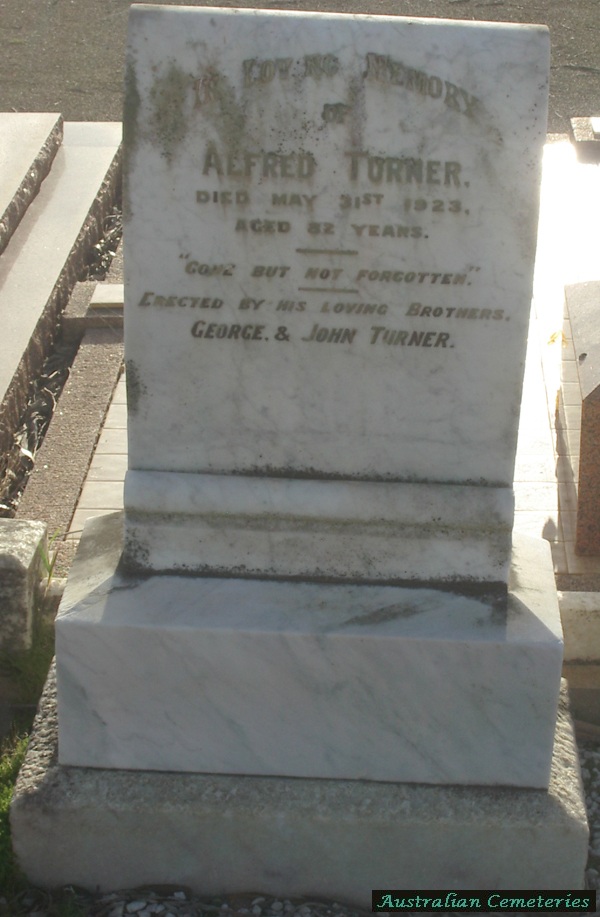 In Loving Memory
of
Alfred Turner.
Died May 31st 1923,
Aged 82 Years.
"Gone but not forgotten."
Erected by his loving Brothers,
George, & John Turner.
Australian Cemeteries